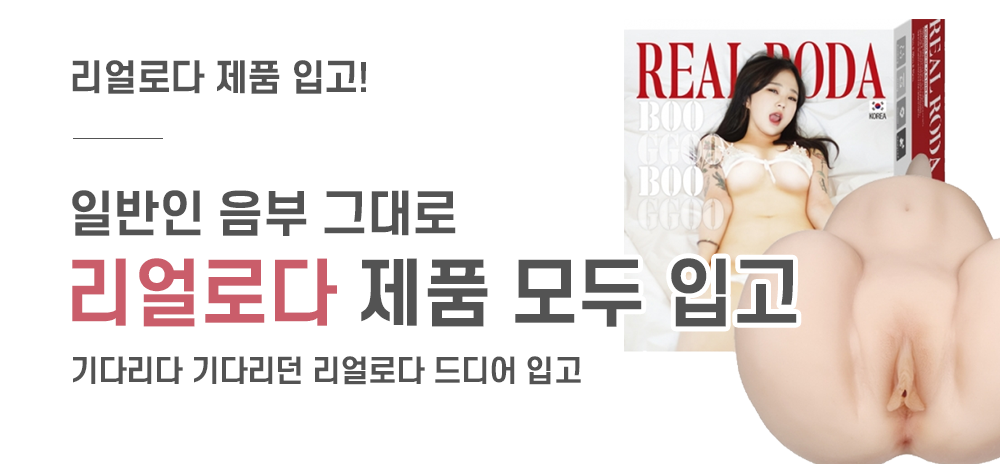 리얼로다 제품 입고!
일반인 음부 그대로
리얼로다 제품 모두 입고
기다리다 기다리던 리얼로다 드디어 입고
REAL RODA
BOO
GGOO
BOO
GGOO
KOREA
REAL RODA